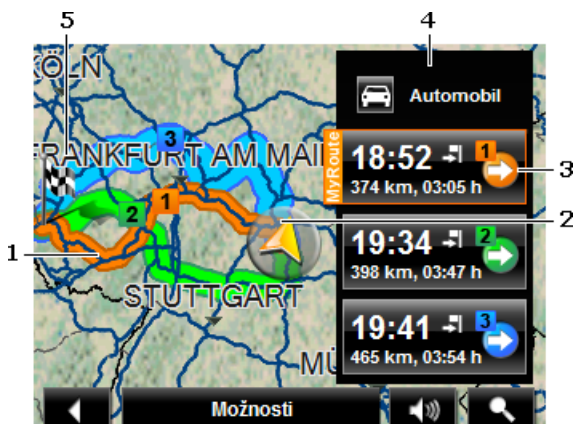 5
4
KÖLN
Automobil
3
FRANKFURT AM MAI
MyRoute
18:52
1
374 km, 03:05 h
3
2
1
2
19:34
2
398 km, 03:47 h
1
STUTTGART
19:41
3
465 km, 03:54 h
MÜ
Možnosti